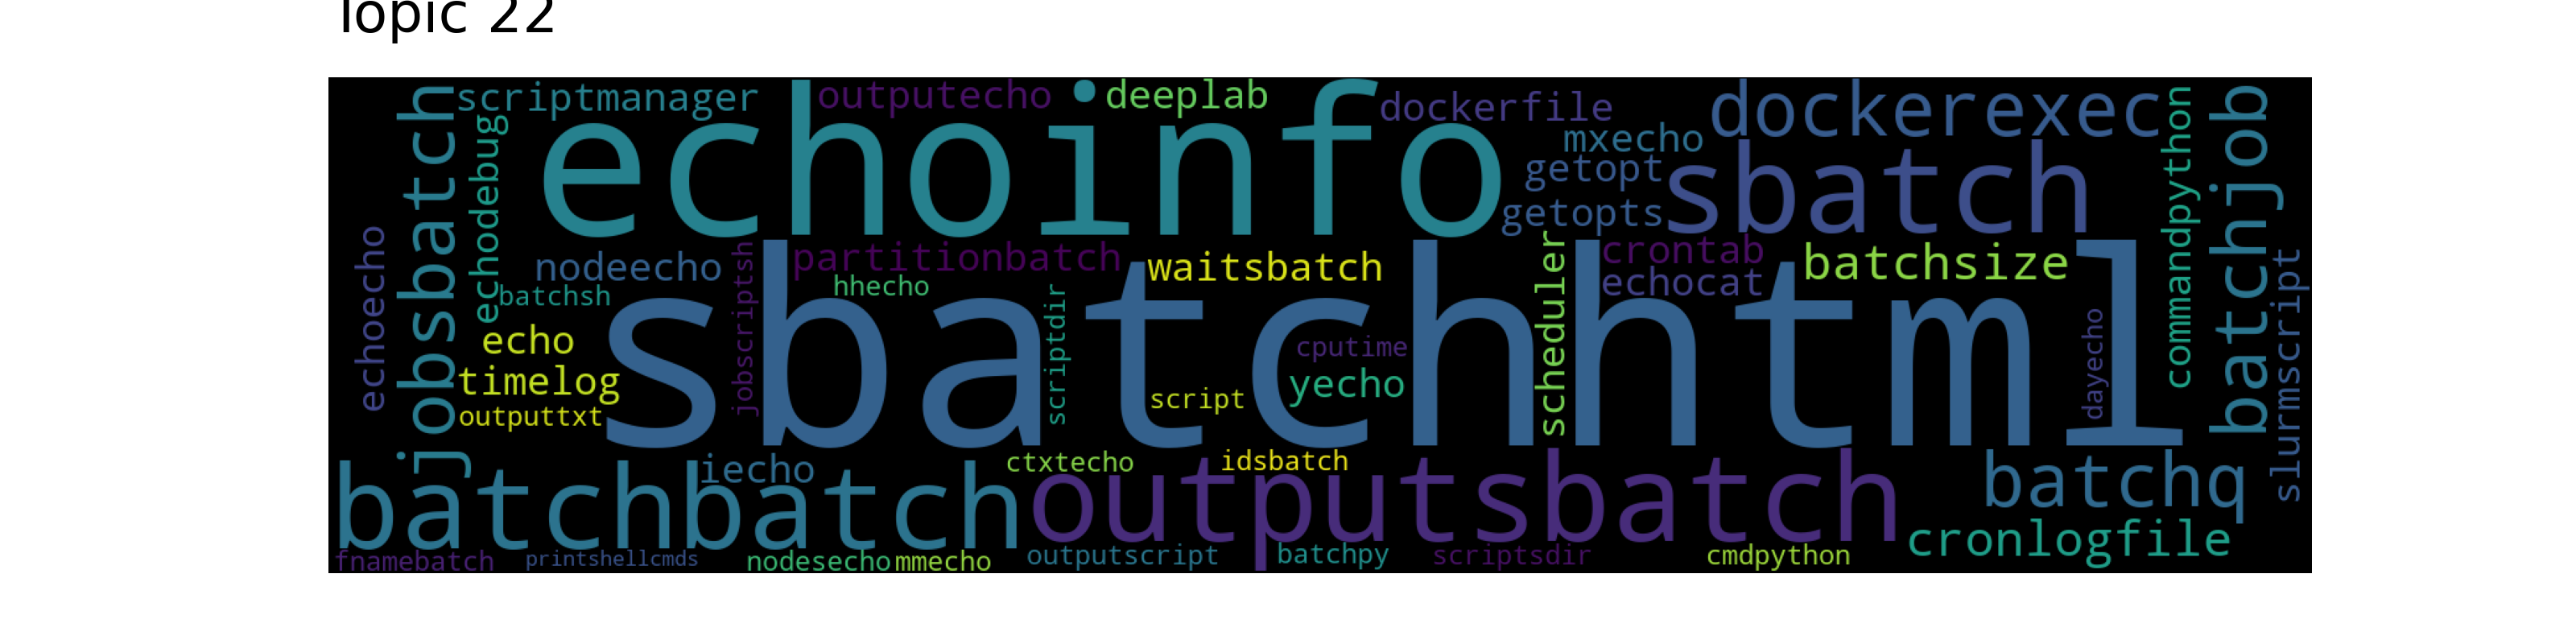 Topic 22
scriptmanager
outputecho
deeplab
dockerfile
dockerexec
echoinfo
mxecho
getopt
getopts
sbatch
commandpython
batchjob
jobsbatch
echodebug
echoecho
nodeecho
partitionbatch
waitsbatch
crontab
echocat
batchsize
batchsh
hhecho
jobscriptsh
scriptdir
scheduler
sbatchhtml
echo
timelog
outputtxt
cputime
yecho
script
dayecho
slurmscript
iecho
ctxtecho
idsbatch
batchbatch
outputsbatch
batchq
cronlogfile
fnamebatch
printshellcmds
nodesecho
mmecho
outputscript
batchpy
scriptsdir
cmdpython